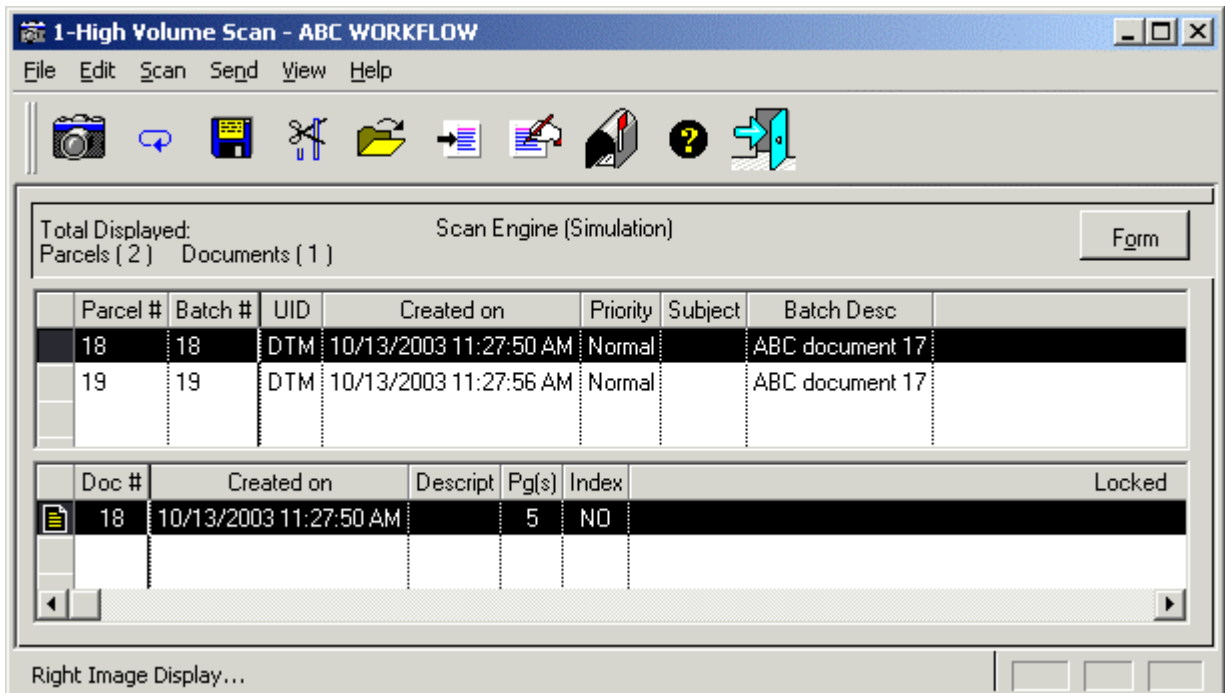 1-High Volume Scan - ABC WORKFLOW
File Edit Scan Send View Help
?
Total Displayed: Scan Engine (Simulation) Form
Parcels ( 2 ) Documents ( 1 )
Parcel # Batch # UID Created on Priority Subject Batch Desc
18 18 DTM 10/13/2003 11:27:50 AM Normal ABC document 17
19 19 DTM 10/13/2003 11:27:56 AM Normal ABC document 17
Doc # Created on Descript Pg(s) Index Locked
18 10/13/2003 11:27:50 AM 5 NO
Right Image Display...